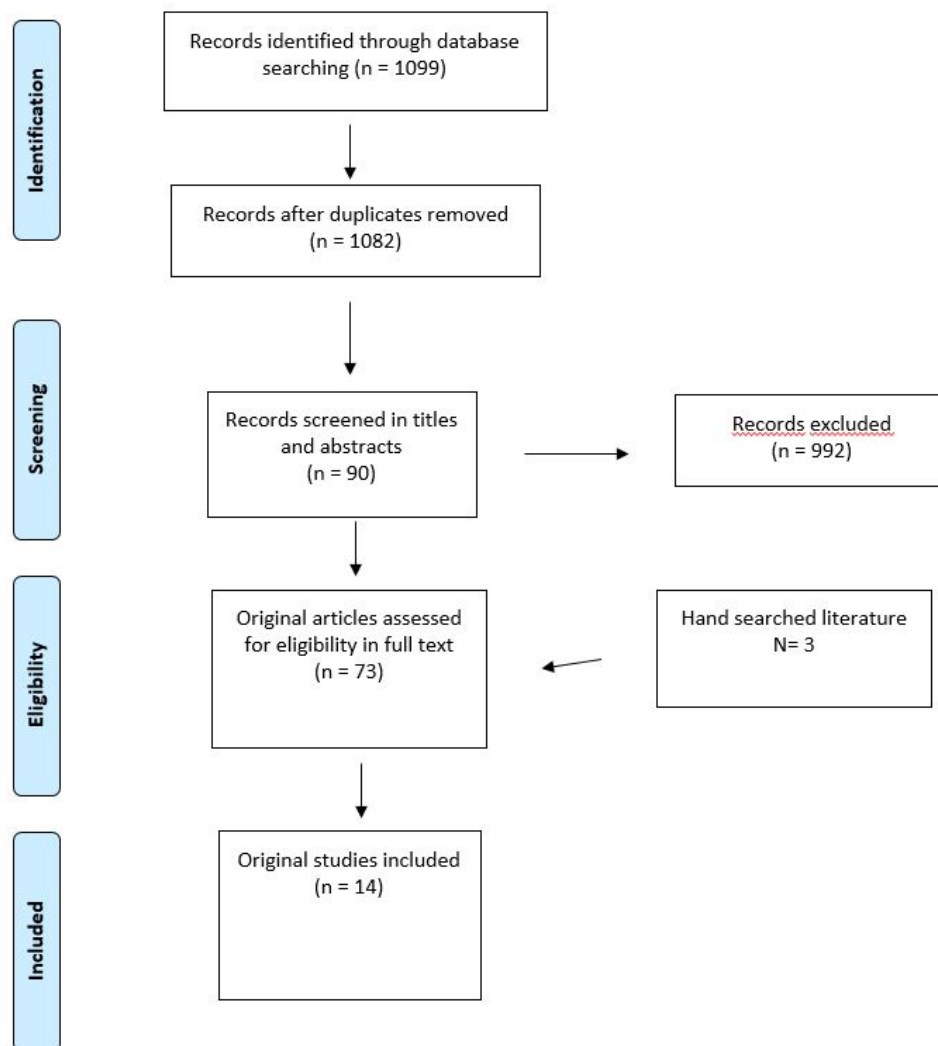 Identification
Records identified through database
searching (n = 1099)
Records after duplicates removed
(n = 1082)
Screening
Records screened in titles
and abstracts
(n = 90)
Records excluded
(n = 992)
Eligibility
Original articles assessed
for eligibility in full text
(n = 73)
Hand searched literature
N= 3
Included
Original studies included
(n = 14)